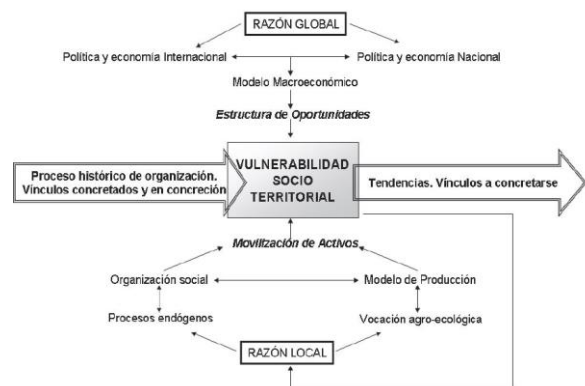 RAZÓN GLOBAL
Política y economía Internacional
Política y economía Nacional
Modelo Macroeconómico
Estructura de Oportunidades
Proceso histórico de organización.
Vínculos concretados y en concreción
VULNERABILIDAD
SOCIO
TERRITORIAL
Tendencias. Vínculos a concretarse
Movilización de Activos
Organización social
Modelo de Producción
Procesos endógenos
Vocación agro-ecológica
RAZÓN LOCAL